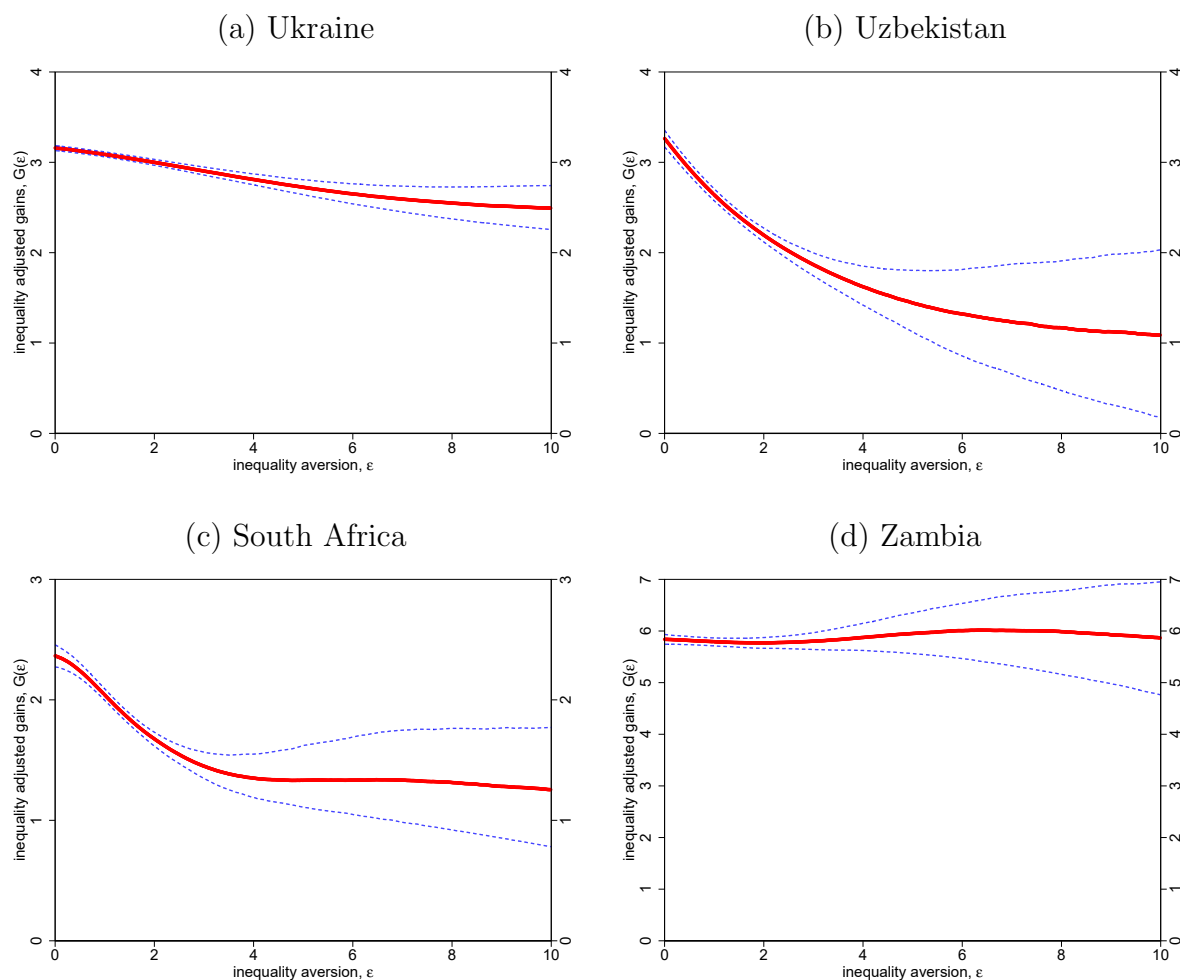 (a) Ukraine
4
3
2
1
0
4
3
2
1
0
0 2 4 6 8 10
inequality adjusted gains, G(ε)
inequality aversion, ε
(b) Uzbekistan
4
3
2
1
0
4
3
2
1
0
0 2 4 6 8 10
inequality adjusted gains, G(ε)
inequality aversion, ε
(c) South Africa
3
2
1
0
3
2
1
0
0 2 4 6 8 10
inequality adjusted gains, G(ε)
inequality aversion, ε
(d) Zambia
7
6
5
4
3
2
1
0
7
6
5
4
3
2
1
0
0 2 4 6 8 10
inequality adjusted gains, G(ε)
inequality aversion, ε